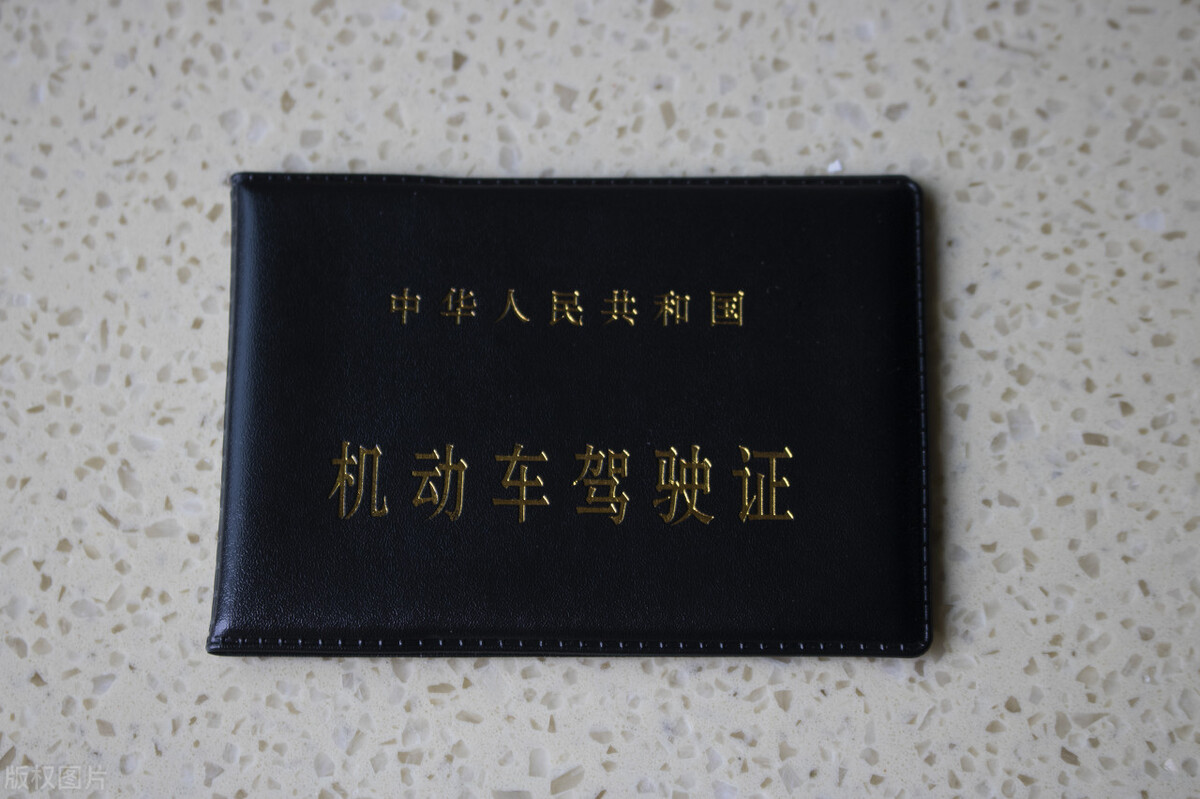 中华人民共和国
机动车驾驶证
版权图片